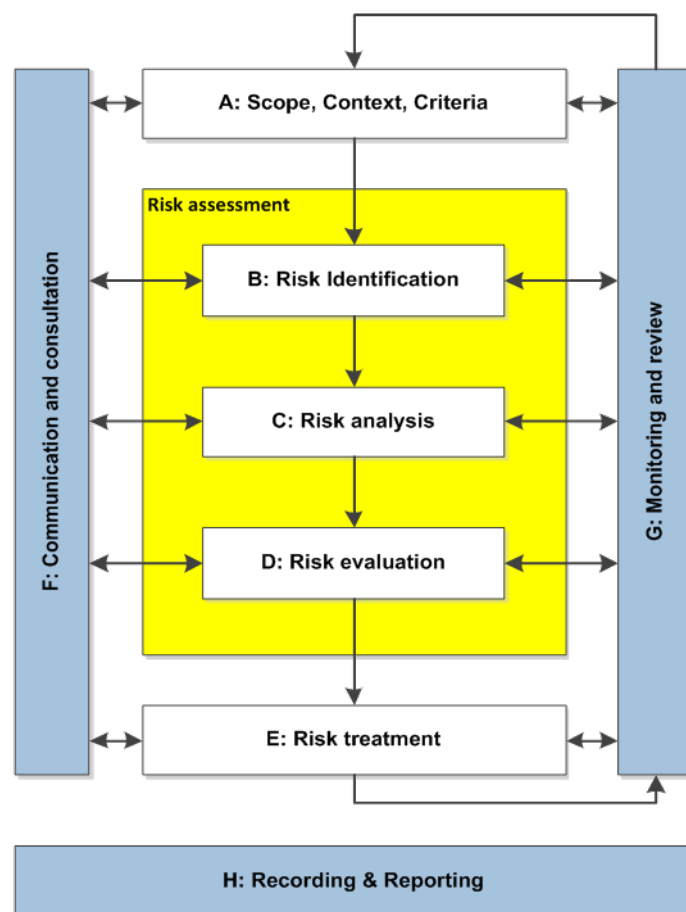 A: Scope, Context, Criteria
Risk assessment
B: Risk Identification
C: Risk analysis
D: Risk evaluation
E: Risk treatment
F: Communication and consultation
G: Monitoring and review
H: Recording & Reporting